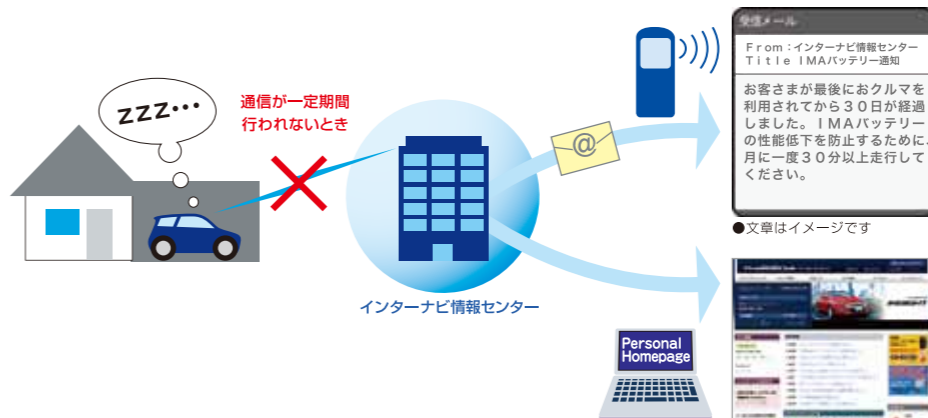 受信メール
From:インターナビ情報センター
Title IMAバッテリー通知
お客さまが最後におクルマを
利用されてから30日が経過
しました。IMAバッテリー
の性能低下を防止するために、
月に一度30分以上走行して
ください。
●文章はイメージです
zzz…
通信が一定期間
行われないとき
@
インターナビ情報センター
Personal
Homepage